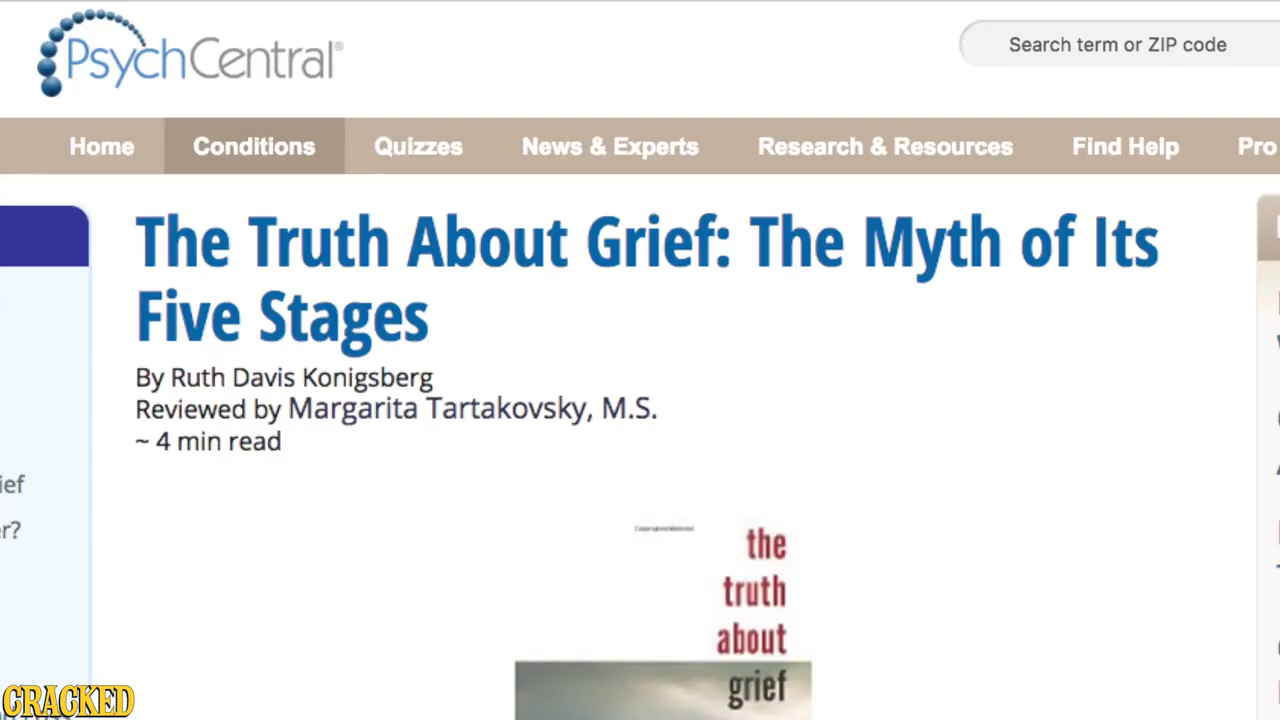 PsychCentral®
Search term or ZIP code
Home Conditions Quizzes News & Experts Research & Resources Find Help Pro
The Truth About Grief: The Myth of Its
Five Stages
By Ruth Davis Konigsberg
Reviewed by Margarita Tartakovsky, M.S.
~ 4 min read
ief
r?
the
truth
about
grief
CRACKED